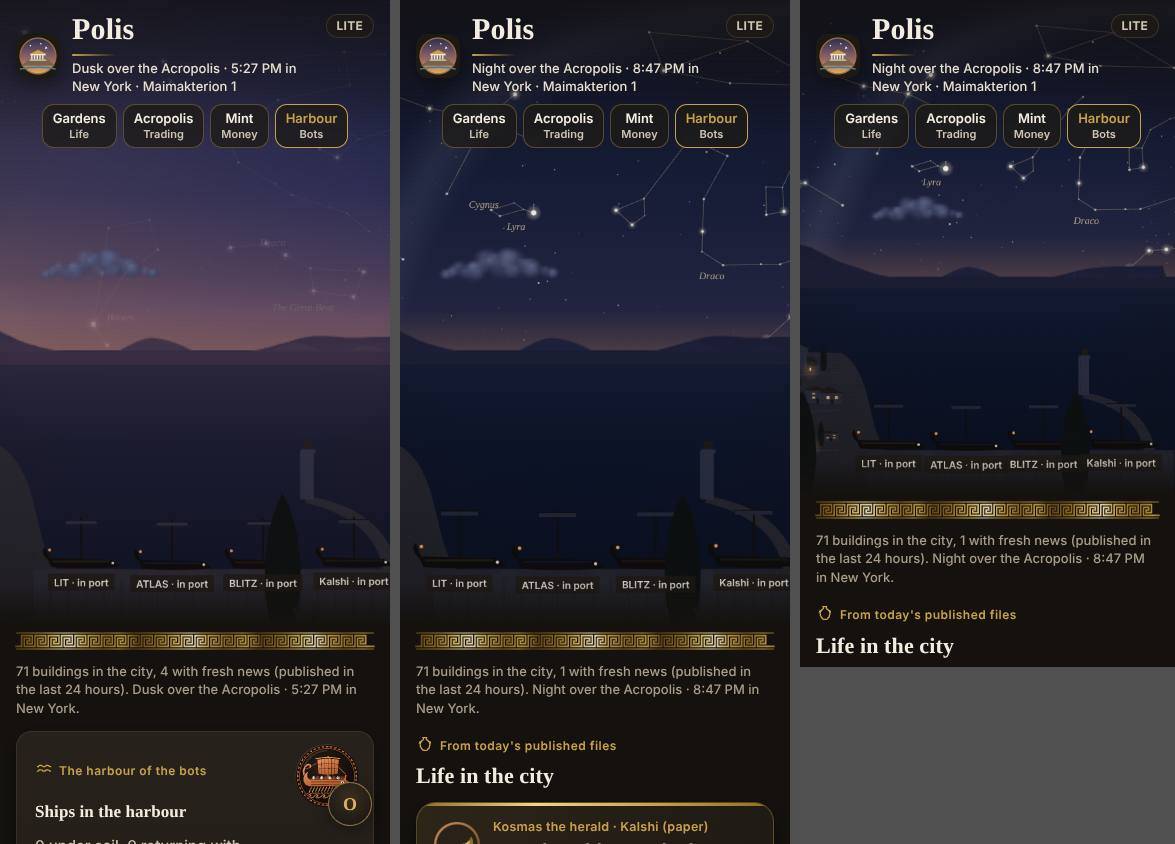 Polis
LITE
Dusk over the Acropolis · 5:27 PM in
New York · Maimakterion 1
Gardens
Life
Acropolis
Trading
Mint
Money
Harbour
Bots
Draco
The Great Bear
LIT · in port
ATLAS · in port
BLITZ · in port
Kalshi · in port
71 buildings in the city, 4 with fresh news (published in
the last 24 hours). Dusk over the Acropolis · 5:27 PM in
New York.
The harbour of the bots
O
Ships in the harbour
Polis
LITE
Night over the Acropolis · 8:47 PM in
New York · Maimakterion 1
Gardens
Life
Acropolis
Trading
Mint
Money
Harbour
Bots
Cygnus
Lyra
Draco
LIT · in port
ATLAS · in port
BLITZ · in port
Kalshi · in port
71 buildings in the city, 1 with fresh news (published in
the last 24 hours). Night over the Acropolis · 8:47 PM in
New York.
From today's published files
Life in the city
Kosmas the herald · Kalshi (paper)
Polis
LITE
Night over the Acropolis · 8:47 PM in
New York · Maimakterion 1
Gardens
Life
Acropolis
Trading
Mint
Money
Harbour
Bots
Lyra
Draco
LIT · in port
ATLAS · in port
BLITZ · in port
Kalshi · in port
71 buildings in the city, 1 with fresh news (published in
the last 24 hours). Night over the Acropolis · 8:47 PM
in New York.
From today's published files
Life in the city